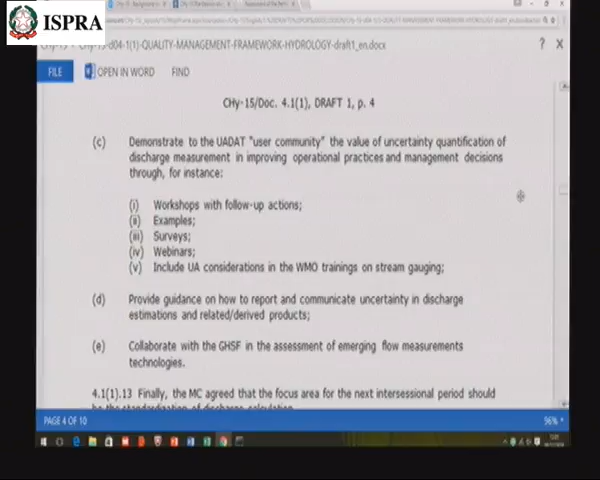 ISPRA
d04-1(1)-QUALITY-MANAGEMENT-FRAMEWORK-HYDROLOGY-draft1_en.docx
? X
FILE OPEN IN WORD FIND
CHy-15/Doc. 4.1(1), DRAFT 1, p. 4
(c) Demonstrate to the UADAT "user community" the value of uncertainty quantification of
discharge measurement in improving operational practices and management decisions
through, for instance:
(i) Workshops with follow-up actions;
(ii) Examples;
(iii) Surveys;
(iv) Webinars;
(v) Include UA considerations in the WMO trainings on stream gauging;
(d) Provide guidance on how to report and communicate uncertainty in discharge
estimations and related/derived products;
(e) Collaborate with the GHSF in the assessment of emerging flow measurements
technologies.
4.1(1).13 Finally, the MC agreed that the focus area for the next intersessional period should
be the standardization of discharge calculation
PAGE 4 OF 10 96%